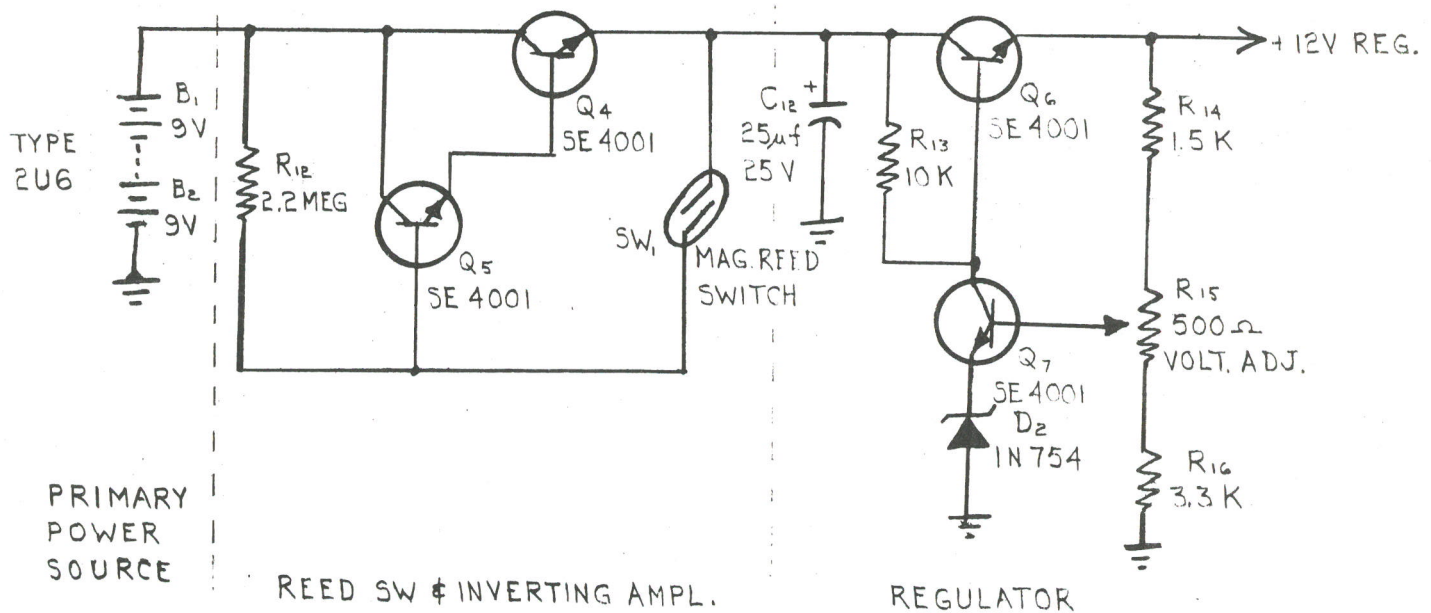 TYPE
2U6
B1
9V
B2
9V
R12
2.2 MEG
Q4
SE 4001
Q5
SE 4001
SW1
MAG. REED
SWITCH
C12
25µf
25V
+
R13
10K
Q6
SE 4001
+12V REG.
R14
1.5K
R15
500Ω
VOLT. ADJ.
Q7
SE 4001
D2
1N754
R16
3.3K
PRIMARY
POWER
SOURCE
REED SW & INVERTING AMPL.
REGULATOR